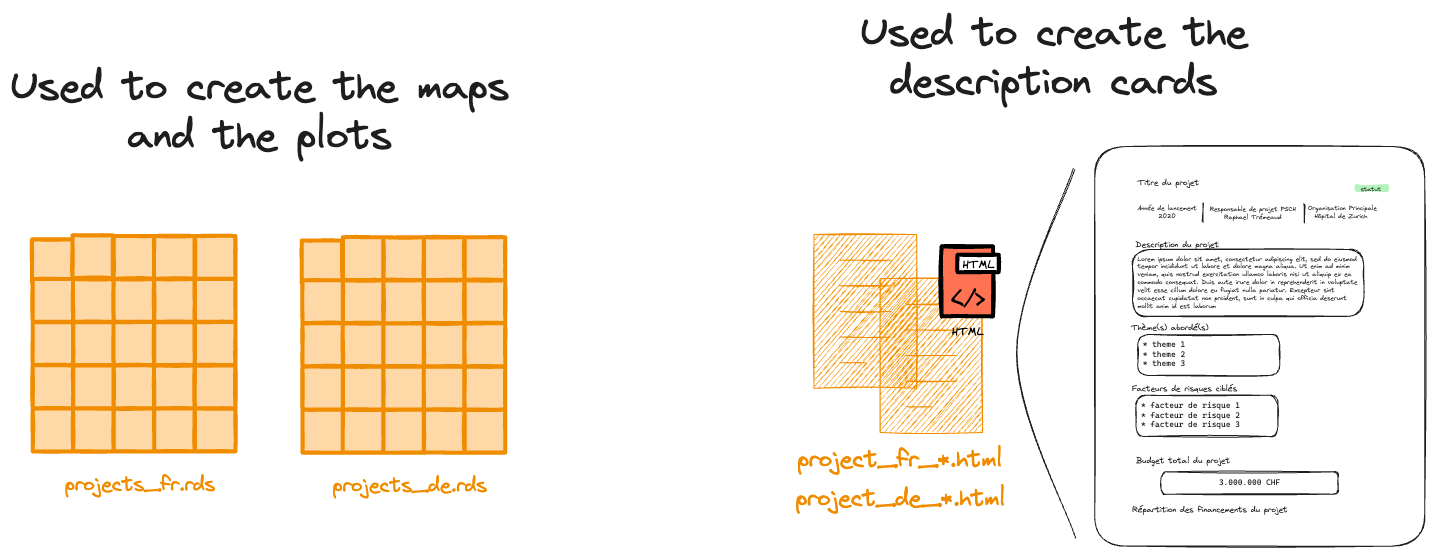 Used to create the maps
and the plots
projects_fr.rds
projects_de.rds
Used to create the
description cards
HTML
</>
HTML
project_fr_*.html
project_de_*.html
Titre du projet
statut
Année de lancement
2020
Responsable de projet PSCH
Raphael Trémeaud
Organisation Principale
Hôpital de Zurich
Description du projet
Lorem ipsum dolor sit amet, consectetur adipiscing elit, sed do eiusmod
tempor incididunt ut labore et dolore magna aliqua. Ut enim ad minim
veniam, quis nostrud exercitation ullamco laboris nisi ut aliquip ex ea
commodo consequat. Duis aute irure dolor in reprehenderit in voluptate
velit esse cillum dolore eu fugiat nulla pariatur. Excepteur sint
occaecat cupidatat non proident, sunt in culpa qui officia deserunt
mollit anim id est laborum
Thème(s) abordé(s)
* theme 1
* theme 2
* theme 3
Facteurs de risques ciblés
* facteur de risque 1
* facteur de risque 2
* facteur de risque 3
Budget total du projet
3.000.000 CHF
Répartition des financements du projet